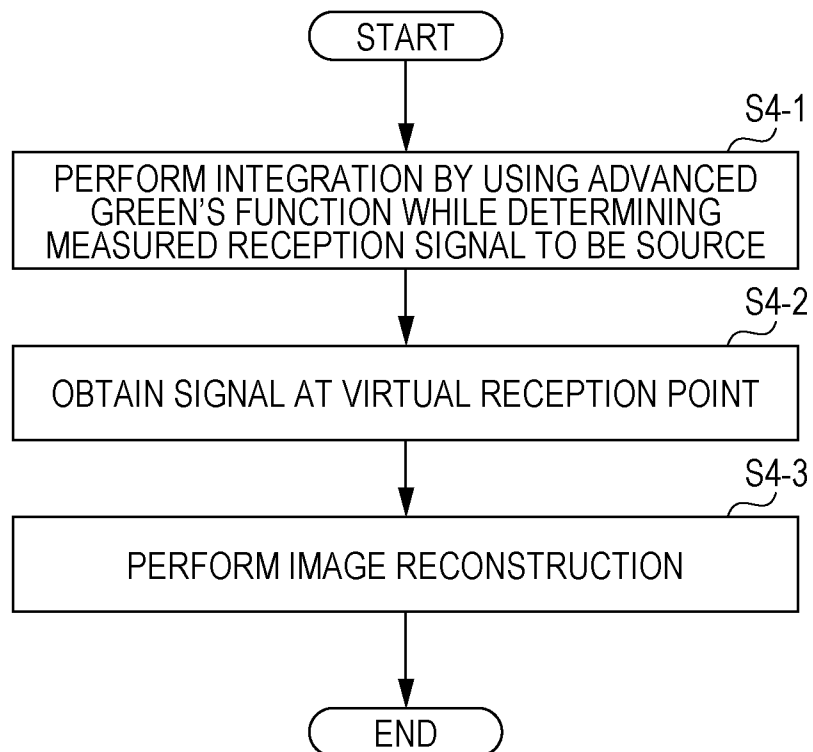 START
S4-1
PERFORM INTEGRATION BY USING ADVANCED
GREEN'S FUNCTION WHILE DETERMINING
MEASURED RECEPTION SIGNAL TO BE SOURCE
S4-2
OBTAIN SIGNAL AT VIRTUAL RECEPTION POINT
S4-3
PERFORM IMAGE RECONSTRUCTION
END